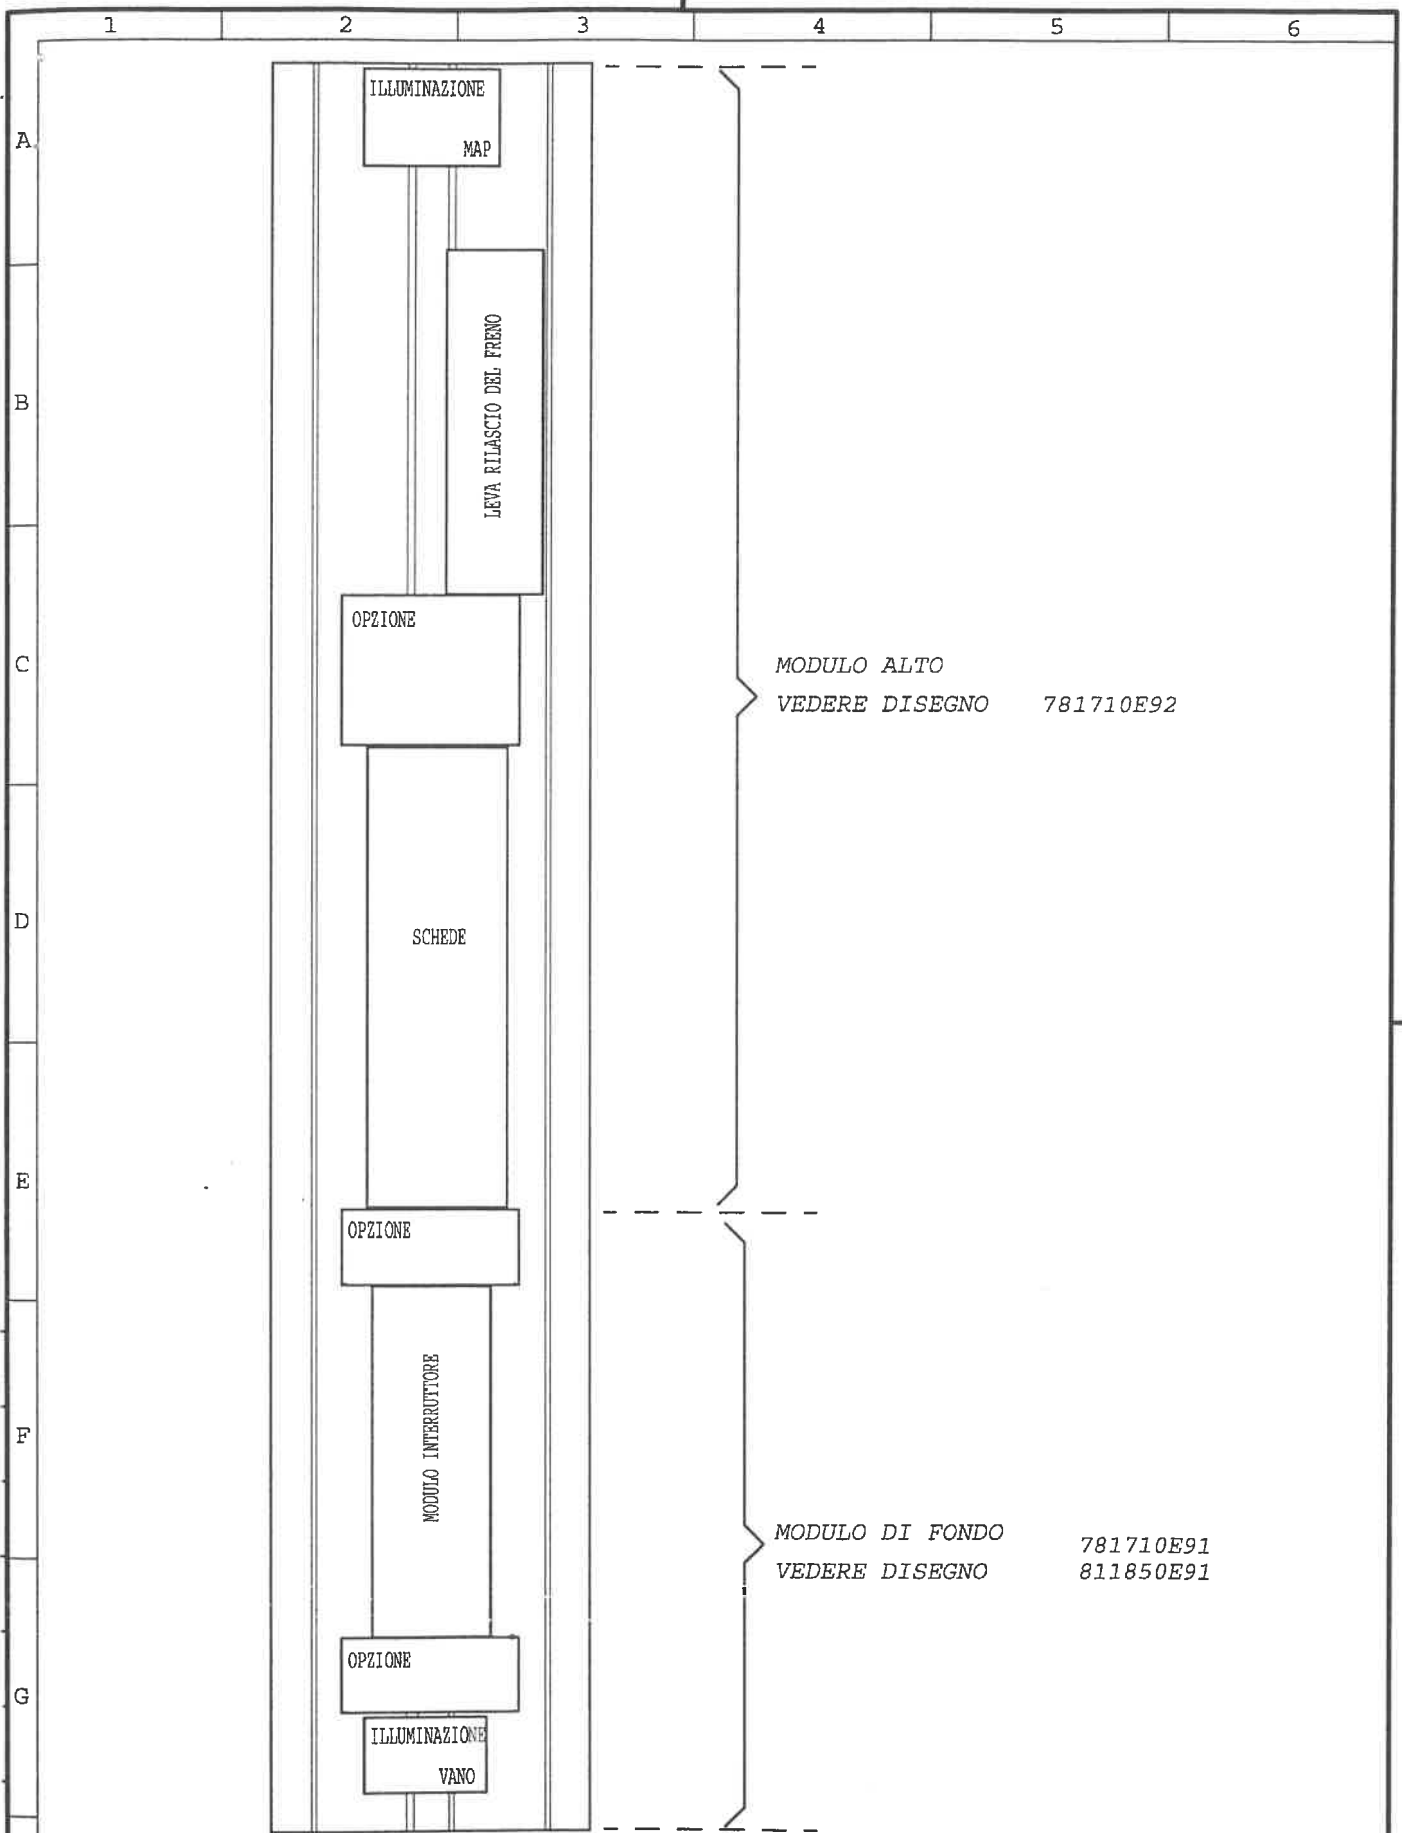 1 2 3 4 5 6
A
ILLUMINAZIONE
MAP
B
LEVA RILASCIO DEL FRENO
C
OPZIONE
MODULO ALTO
VEDERE DISEGNO 781710E92
D
SCHEDE
E
OPZIONE
F
MODULO INTERRUTTORE
MODULO DI FONDO 781710E91
VEDERE DISEGNO 811850E91
G
OPZIONE
ILLUMINAZIONE
VANO